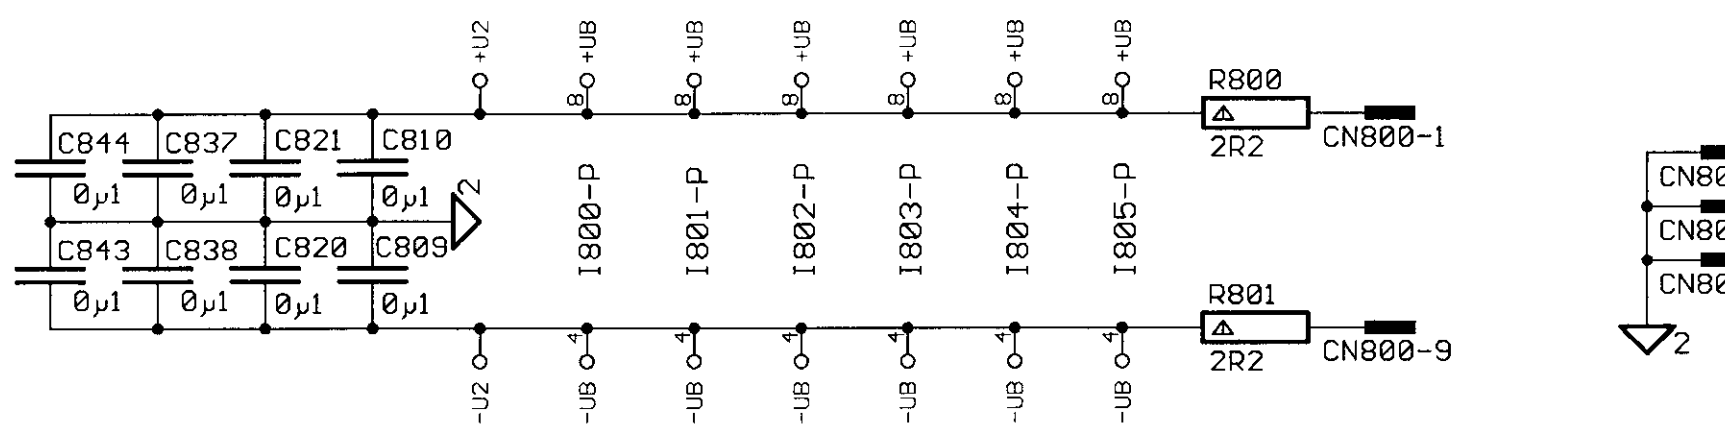 +U2 +UB +UB +UB +UB +UB +UB
8 8 8 8 8 8
R800
2R2
CN800-1
C844 C837 C821 C810
0µ1 0µ1 0µ1 0µ1
2
I800-P I801-P I802-P I803-P I804-P I805-P
C843 C838 C820 C809
0µ1 0µ1 0µ1 0µ1
R801
2R2
CN800-9
4 4 4 4 4 4
-U2 -UB -UB -UB -UB -UB -UB
CN80
CN80
CN80
2